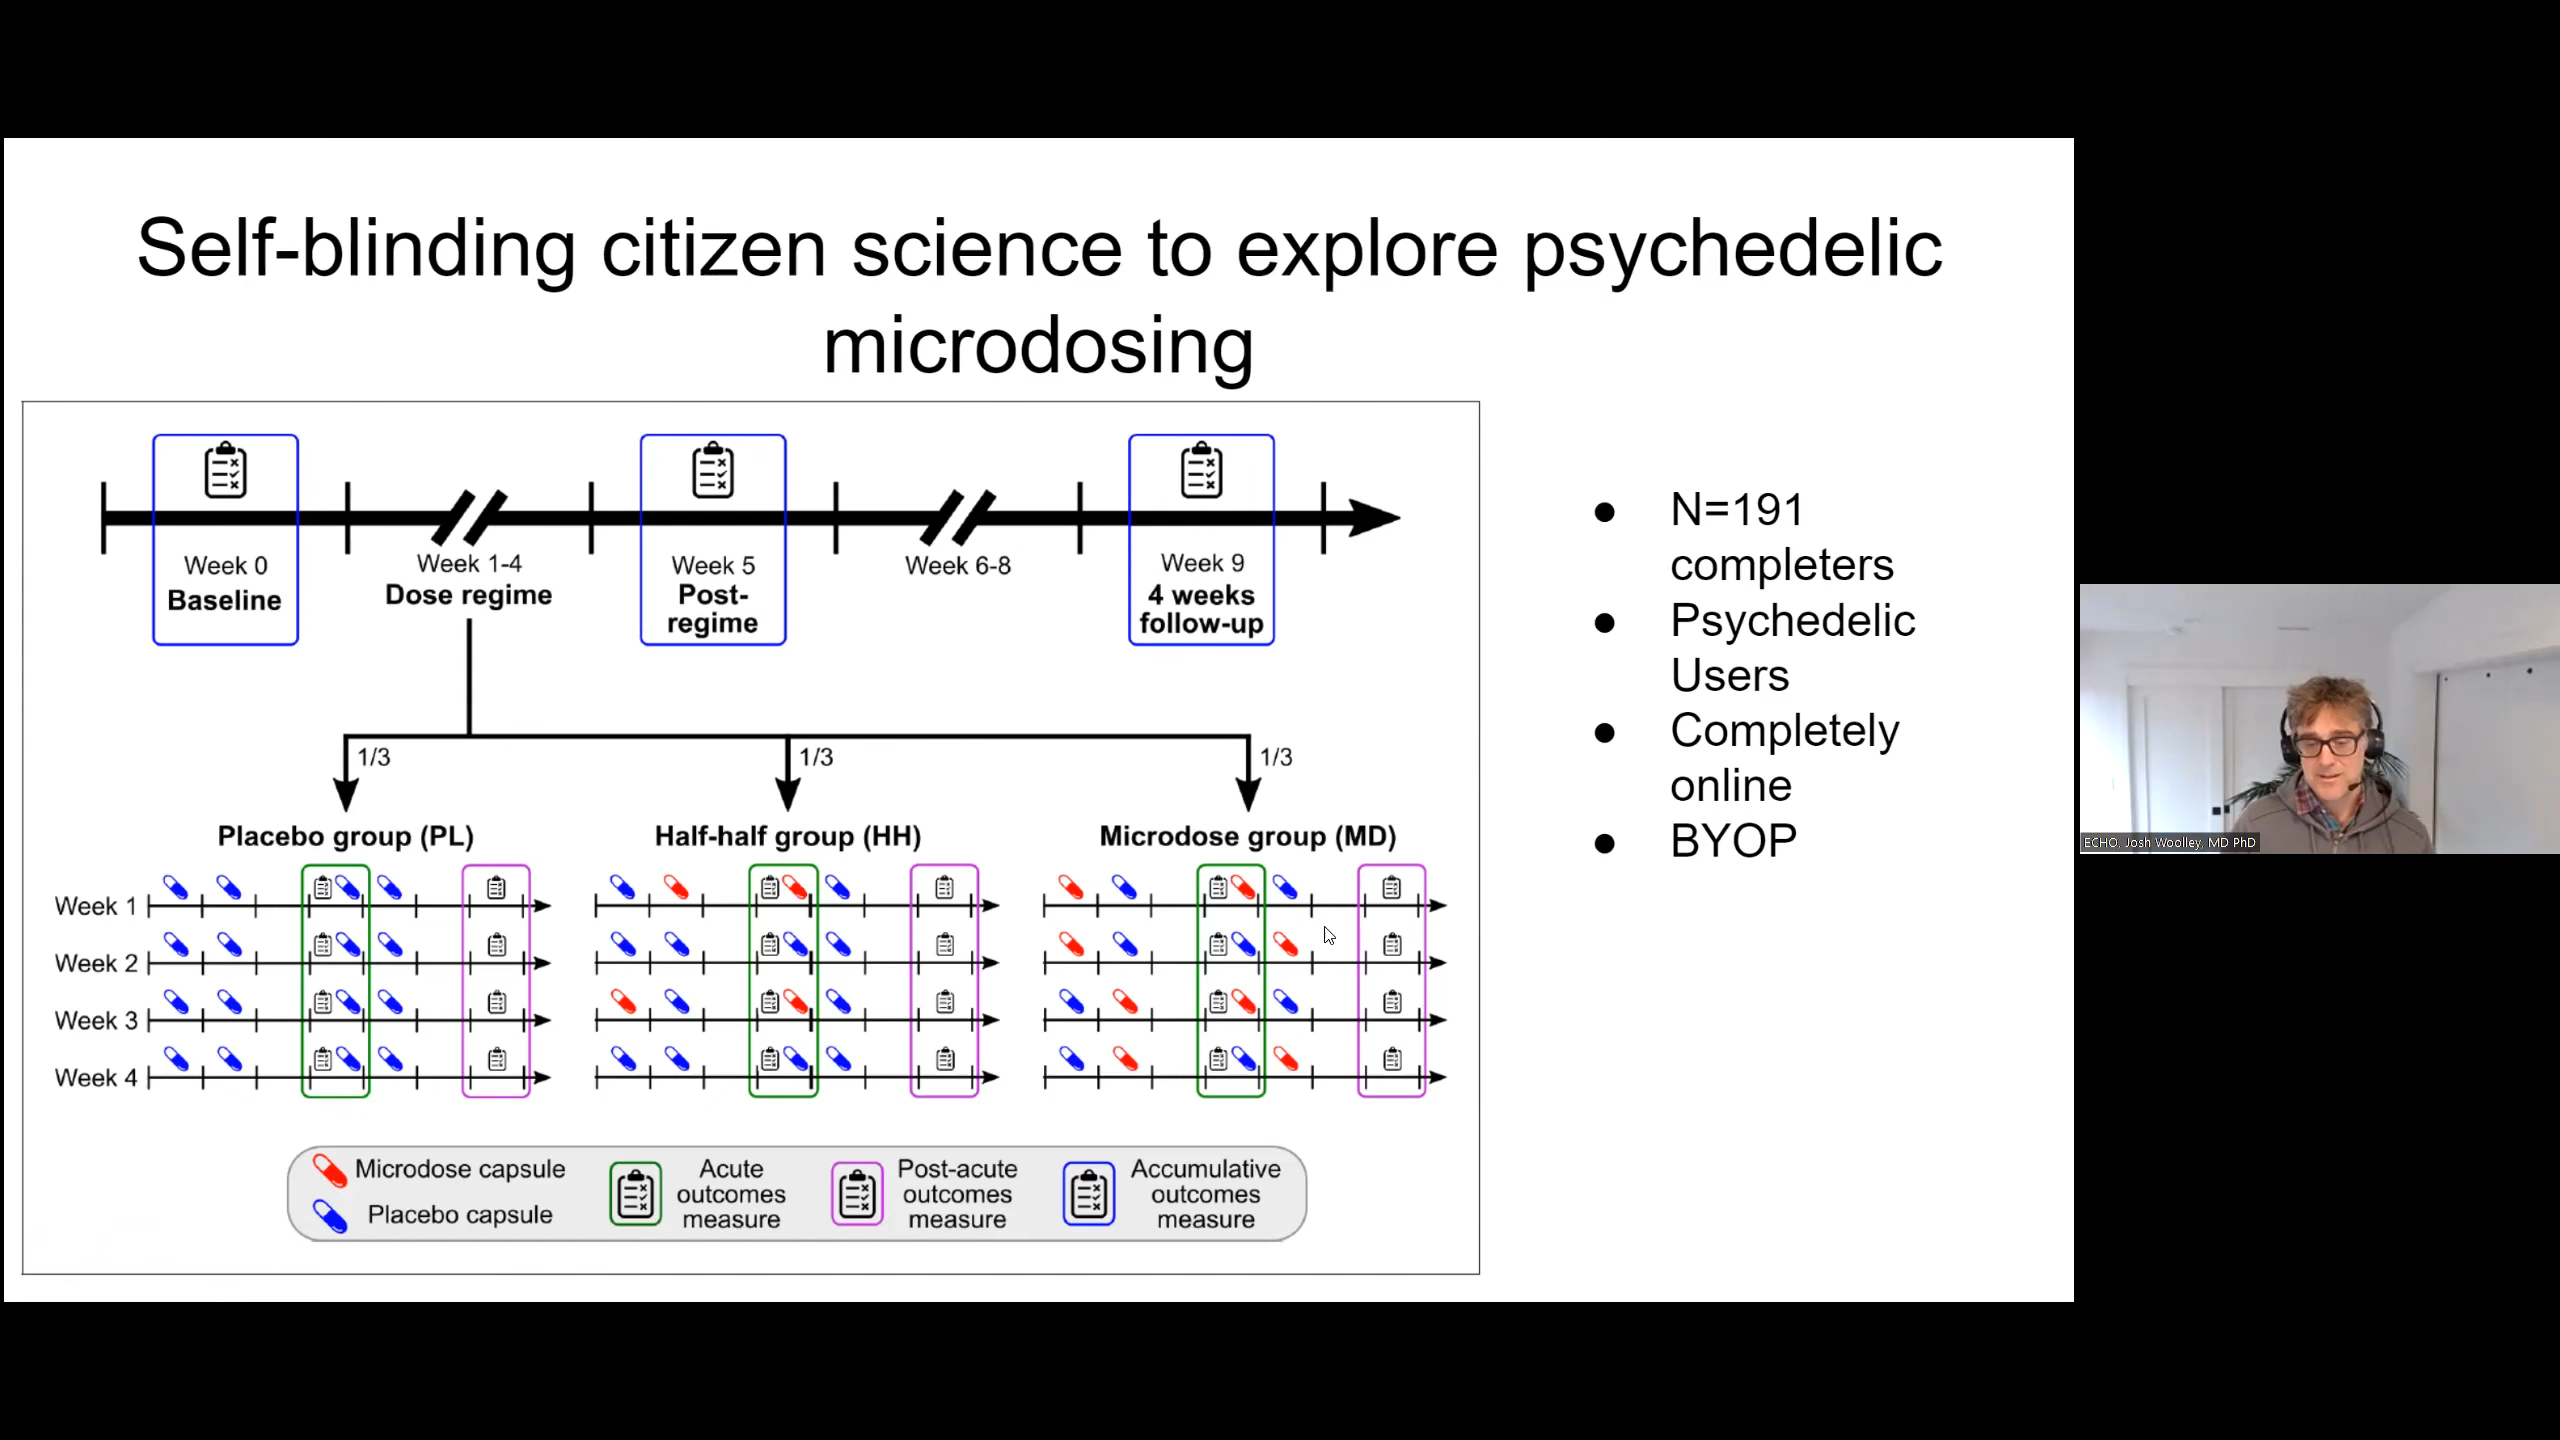 Self-blinding citizen science to explore psychedelic
microdosing
Week 0
Baseline
Week 1-4
Dose regime
Week 5
Post-
regime
Week 6-8
Week 9
4 weeks
follow-up
1/3
1/3
1/3
Placebo group (PL)
Half-half group (HH)
Microdose group (MD)
Week 1
Week 2
Week 3
Week 4
Microdose capsule
Placebo capsule
Acute
outcomes
measure
Post-acute
outcomes
measure
Accumulative
outcomes
measure
● N=191
completers
● Psychedelic
Users
● Completely
online
● BYOP
ECHO, Josh Woolley, MD PhD